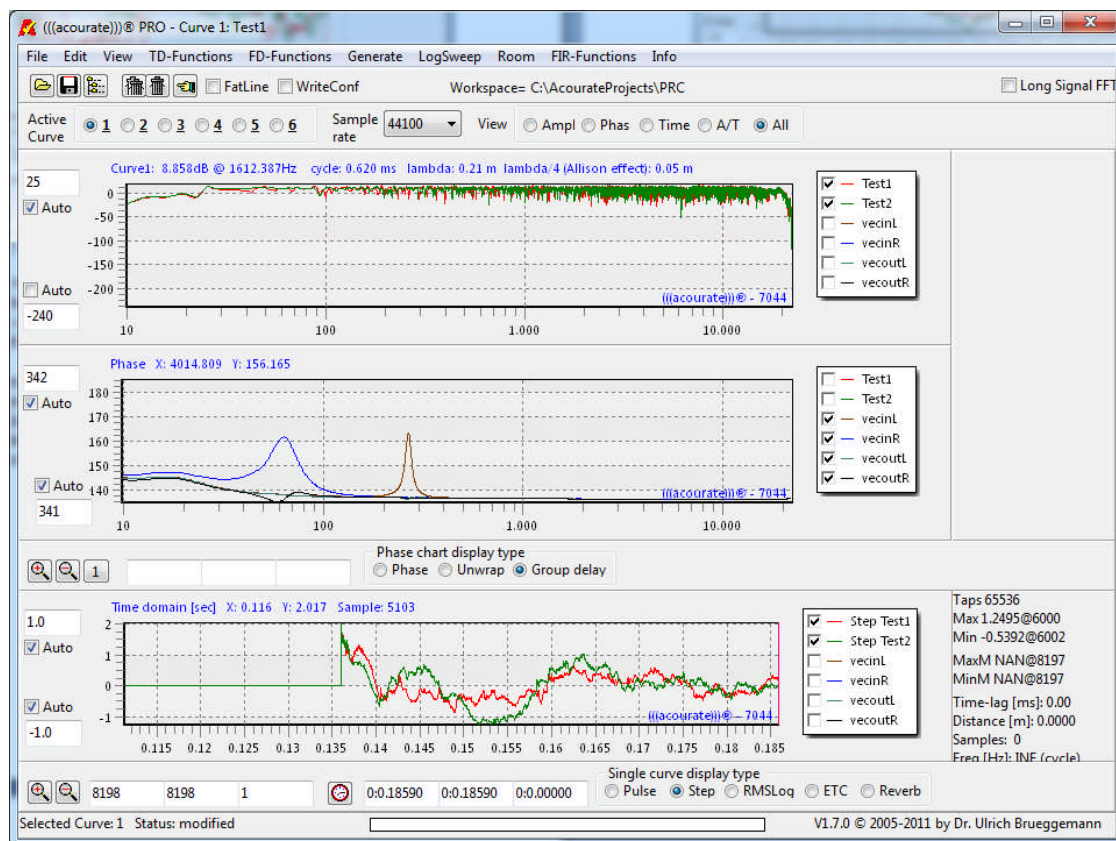 (((acourate)))® PRO - Curve 1: Test1
File Edit View TD-Functions FD-Functions Generate LogSweep Room FIR-Functions Info
FatLine WriteConf Workspace= C:\AcourateProjects\PRC Long Signal FFT
Active Curve 1 2 3 4 5 6 Sample rate 44100 View Ampl Phas Time A/T All
Curve1: 8.858dB @ 1612.387Hz cycle: 0.620 ms lambda: 0.21 m lambda/4 (Allison effect): 0.05 m
25
Auto
Auto
-240
0
-50
-100
-150
-200
10 100 1.000 10.000
(((acourate)))® - 7044
Test1
Test2
vecinL
vecinR
vecoutL
vecoutR
Phase X: 4014.809 Y: 156.165
342
Auto
Auto
341
180
170
160
150
140
10 100 1.000 10.000
(((acourate)))® - 7044
Test1
Test2
vecinL
vecinR
vecoutL
vecoutR
1
Phase chart display type
Phase Unwrap Group delay
Time domain [sec] X: 0.116 Y: 2.017 Sample: 5103
1.0
Auto
Auto
-1.0
2
1
0
-1
0.115 0.12 0.125 0.13 0.135 0.14 0.145 0.15 0.155 0.16 0.165 0.17 0.175 0.18 0.185
(((acourate)))® - 7044
Step Test1
Step Test2
vecinL
vecinR
vecoutL
vecoutR
Taps 65536
Max 1.2495@6000
Min -0.5392@6002
MaxM NAN@8197
MinM NAN@8197
Time-lag [ms]: 0.00
Distance [m]: 0.0000
Samples: 0
Freq [Hz]: INF (cycle)
8198 8198 1 0:0.18590 0:0.18590 0:0.00000
Single curve display type
Pulse Step RMSLog ETC Reverb
Selected Curve: 1 Status: modified V1.7.0 © 2005-2011 by Dr. Ulrich Brueggemann